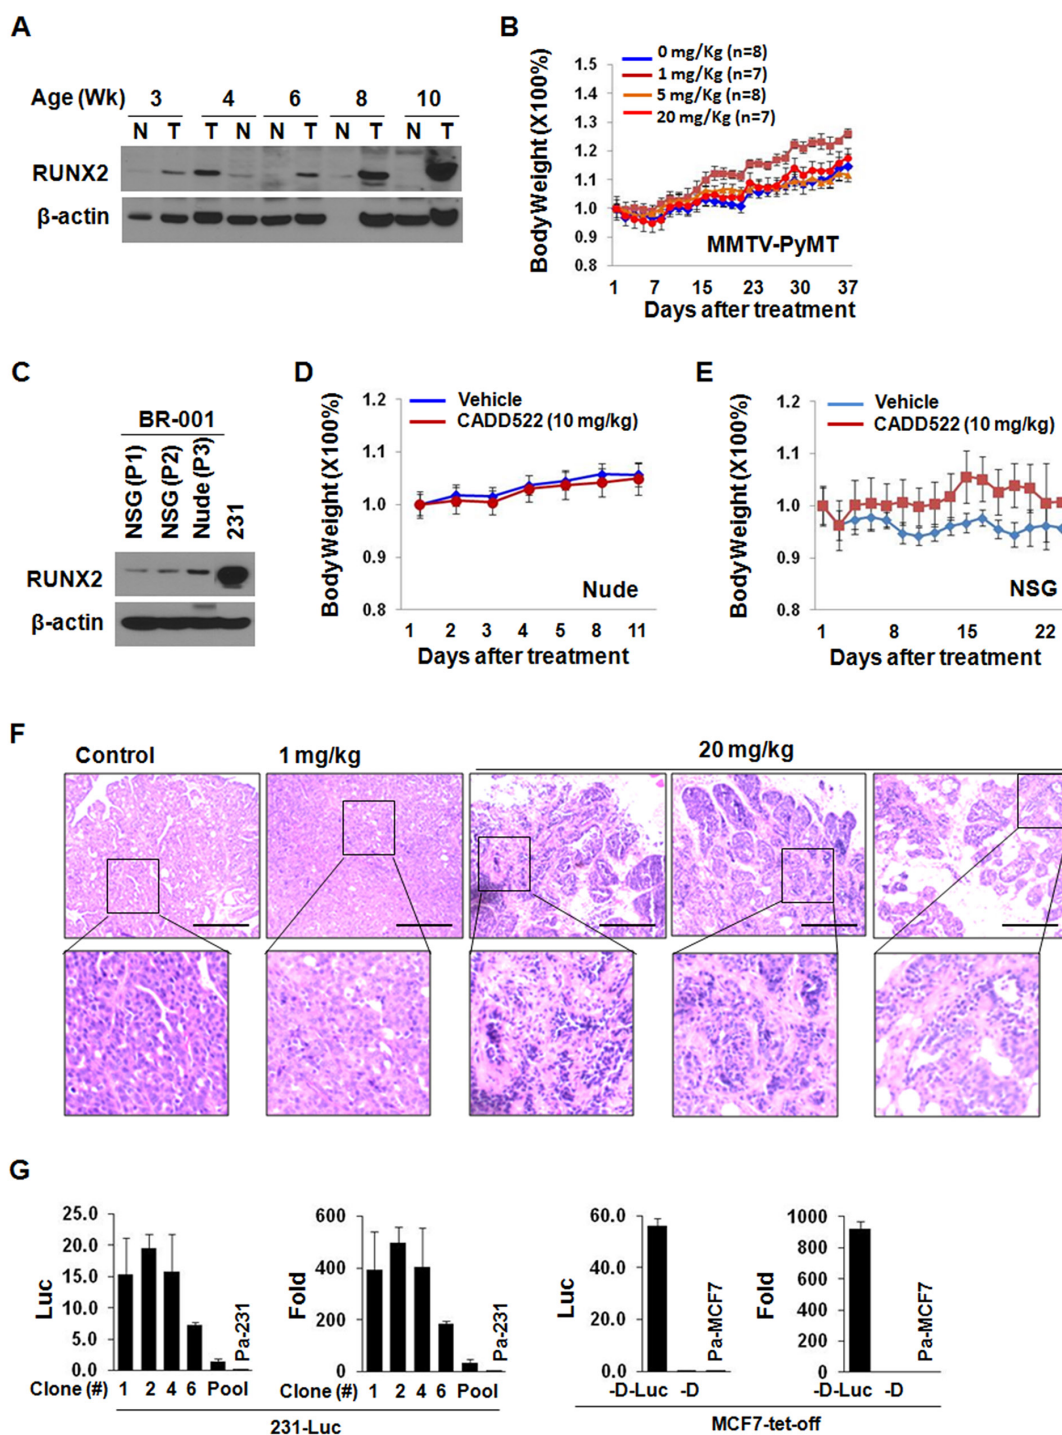 A
Age (Wk) 3 4 6 8 10
N T T N N T N T N T
RUNX2
β-actin
B
0 mg/Kg (n=8)
1 mg/Kg (n=7)
5 mg/Kg (n=8)
20 mg/Kg (n=7)
Body Weight (X100%)
1.5
1.4
1.3
1.2
1.1
1.0
0.9
0.8
MMTV-PyMT
1 7 15 23 30 37
Days after treatment
C
BR-001
NSG (P1)
NSG (P2)
Nude (P3)
231
RUNX2
β-actin
D
Vehicle
CADD522 (10 mg/kg)
Body Weight (X100%)
1.2
1.1
1.0
0.9
0.8
Nude
1 2 3 4 5 8 11
Days after treatment
E
Vehicle
CADD522 (10 mg/kg)
Body Weight (X100%)
1.2
1.1
1.0
0.9
0.8
NSG
1 8 15 22
Days after treatment
F
Control 1 mg/kg 20 mg/kg
G
Luc
25.0
20.0
15.0
10.0
5.0
0.0
Pa-231
Clone (#) 1 2 4 6 Pool
Fold
600
400
200
0
Pa-231
Clone (#) 1 2 4 6 Pool
231-Luc
Luc
60.0
40.0
20.0
0.0
Pa-MCF7
-D-Luc -D
Fold
1000
800
600
400
200
0
Pa-MCF7
-D-Luc -D
MCF7-tet-off